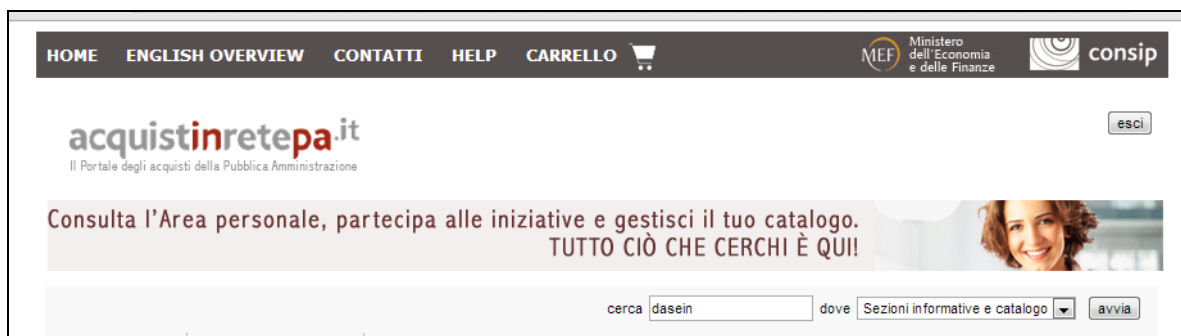 HOME ENGLISH OVERVIEW CONTATTI HELP CARRELLO
MEF Ministero
dell'Economia
e delle Finanze
consip
acquistinretepa.it
Il Portale degli acquisti della Pubblica Amministrazione
esci
Consulta l'Area personale, partecipa alle iniziative e gestisci il tuo catalogo.
TUTTO CIÒ CHE CERCHI È QUI!
cerca dasein dove Sezioni informative e catalogo avvia